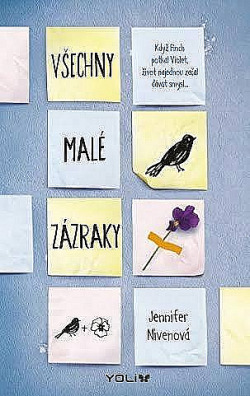 VŠECHNY
Když Finch
potkal Violet,
život najednou začal
dávat smysl...
MALÉ
ZÁZRAKY
+
Jennifer
Nivenová
YOLi